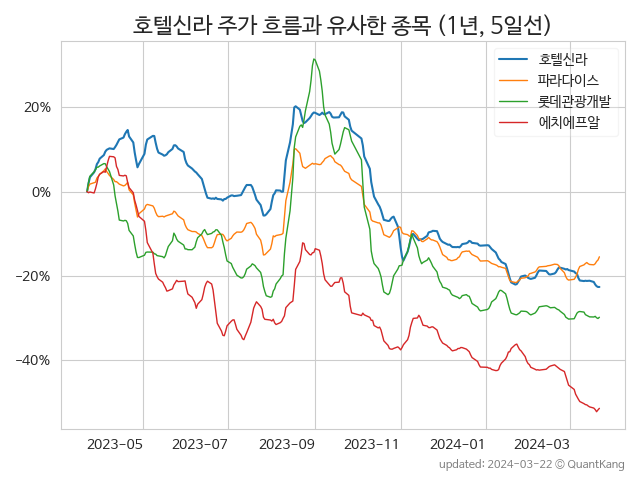 호텔신라 주가 흐름과 유사한 종목 (1년, 5일선)
호텔신라
파라다이스
롯데관광개발
에치에프알
20%
0%
−20%
−40%
2023−05
2023−07
2023−09
2023−11
2024−01
2024−03
updated: 2024-03-22 © QuantKang